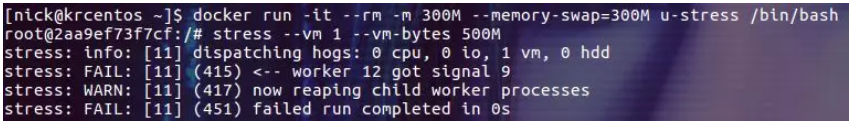 [nick@krcentos ~]$ docker run -it --rm -m 300M --memory-swap=300M u-stress /bin/bash
root@2aa9ef73f7cf:/# stress --vm 1 --vm-bytes 500M
stress: info: [11] dispatching hogs: 0 cpu, 0 io, 1 vm, 0 hdd
stress: FAIL: [11] (415) <-- worker 12 got signal 9
stress: WARN: [11] (417) now reaping child worker processes
stress: FAIL: [11] (451) failed run completed in 0s